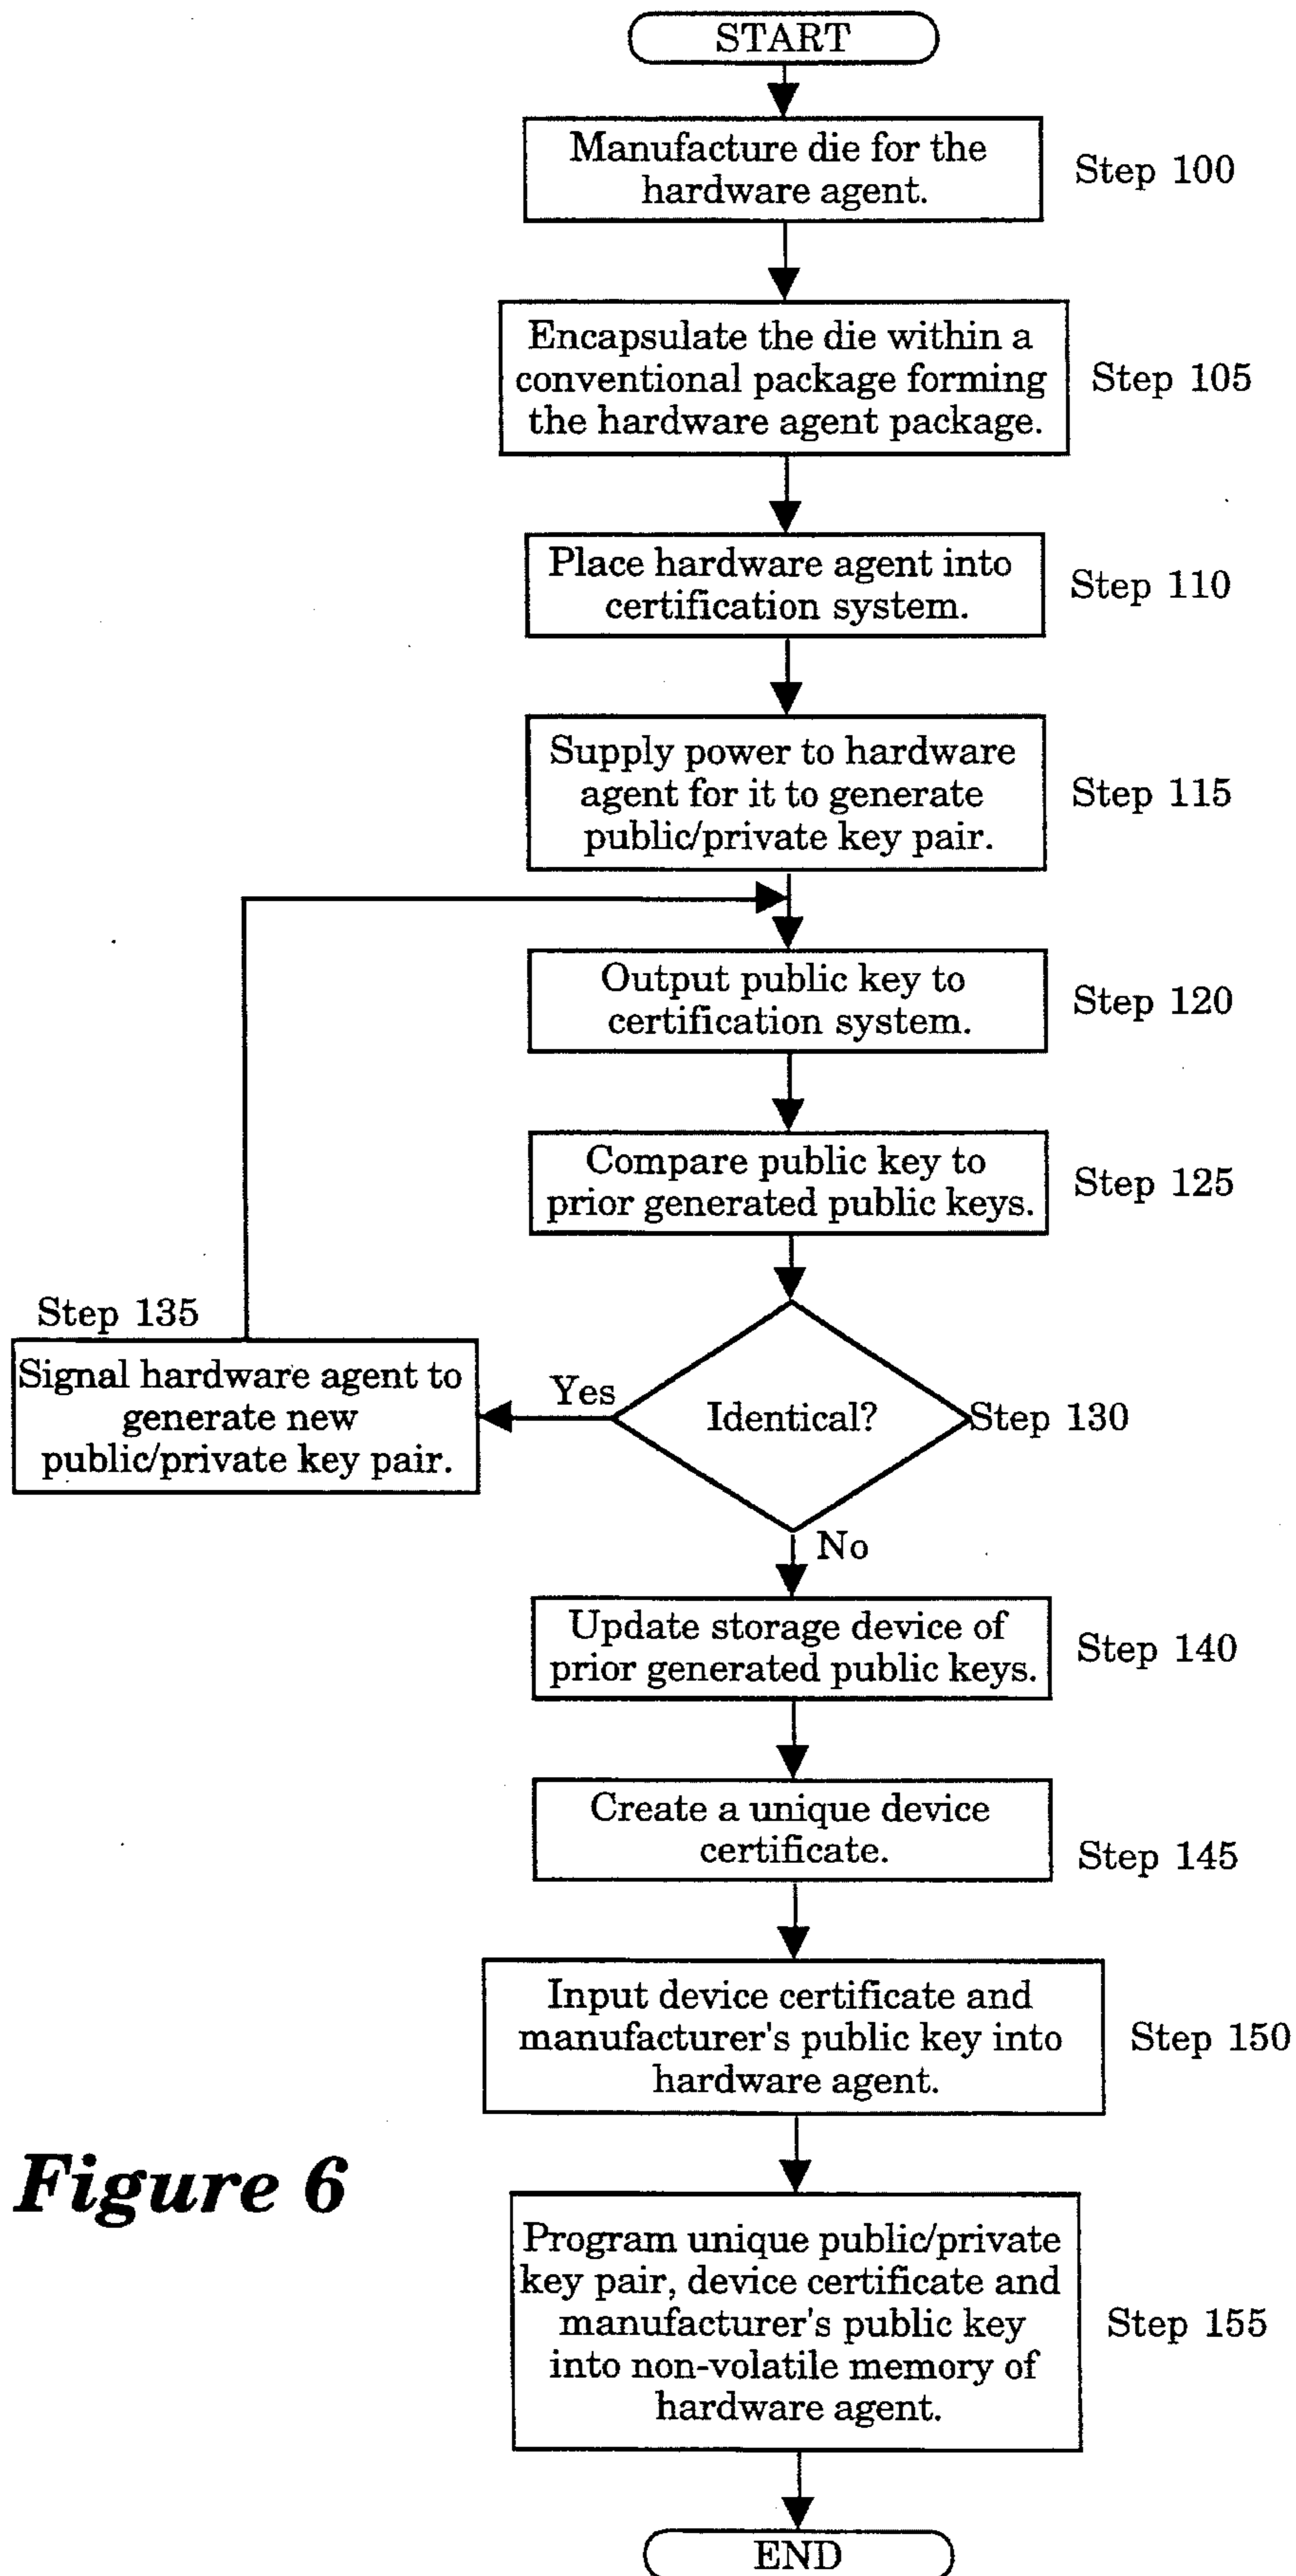 START
Manufacture die for the
hardware agent.
Step 100
Encapsulate the die within a
conventional package forming
the hardware agent package.
Step 105
Place hardware agent into
certification system.
Step 110
Supply power to hardware
agent for it to generate
public/private key pair.
Step 115
Output public key to
certification system.
Step 120
Compare public key to
prior generated public keys.
Step 125
Step 135
Signal hardware agent to
generate new
public/private key pair.
Yes
Identical?
Step 130
No
Update storage device of
prior generated public keys.
Step 140
Create a unique device
certificate.
Step 145
Input device certificate and
manufacturer's public key into
hardware agent.
Step 150
Figure 6
Program unique public/private
key pair, device certificate and
manufacturer's public key
into non-volatile memory of
hardware agent.
Step 155
END